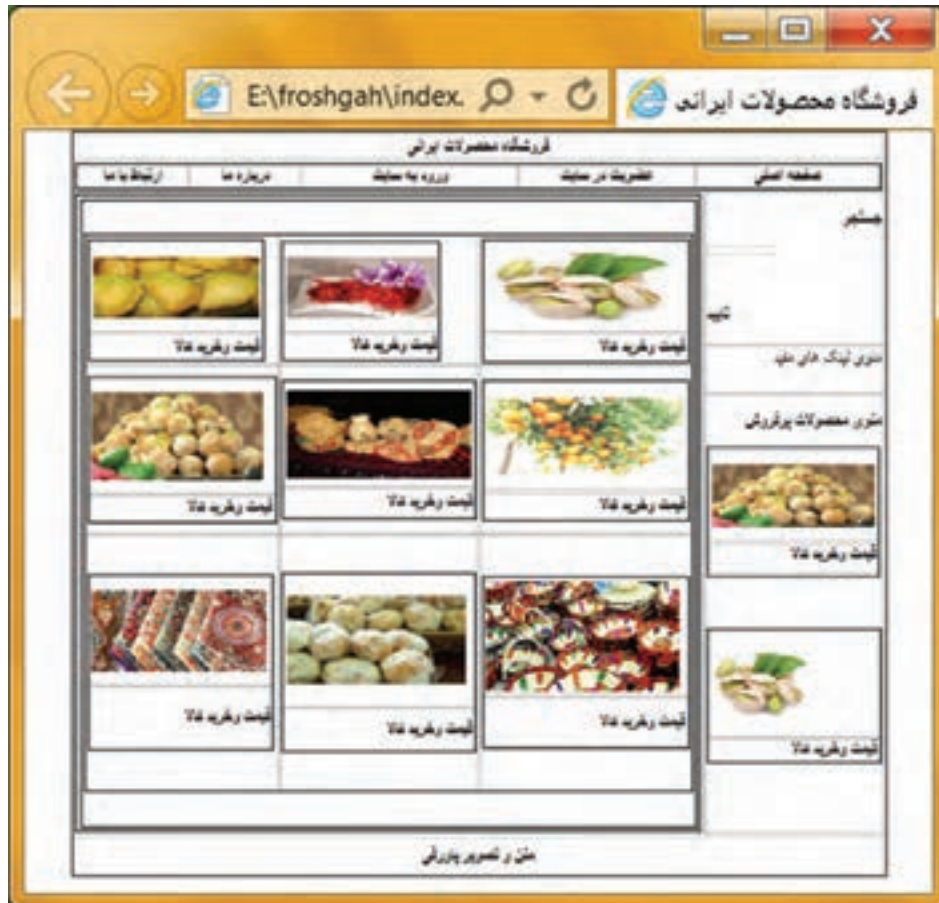 E:\froshgah\index.
فروشگاه محصولات ایرانی
فروشگاه محصولات ایرانی
صفحه اصلی عضویت در سایت ورود به سایت درباره ما ارتباط با ما
جستجو
تایید
منوی لینک های مفید
منوی محصولات پرفروش
قیمت وخرید کالا
قیمت وخرید کالا
قیمت وخرید کالا قیمت وخرید کالا قیمت وخرید کالا
قیمت وخرید کالا قیمت وخرید کالا قیمت وخرید کالا
قیمت وخرید کالا قیمت وخرید کالا قیمت وخرید کالا
متن و تصویر پاورقی